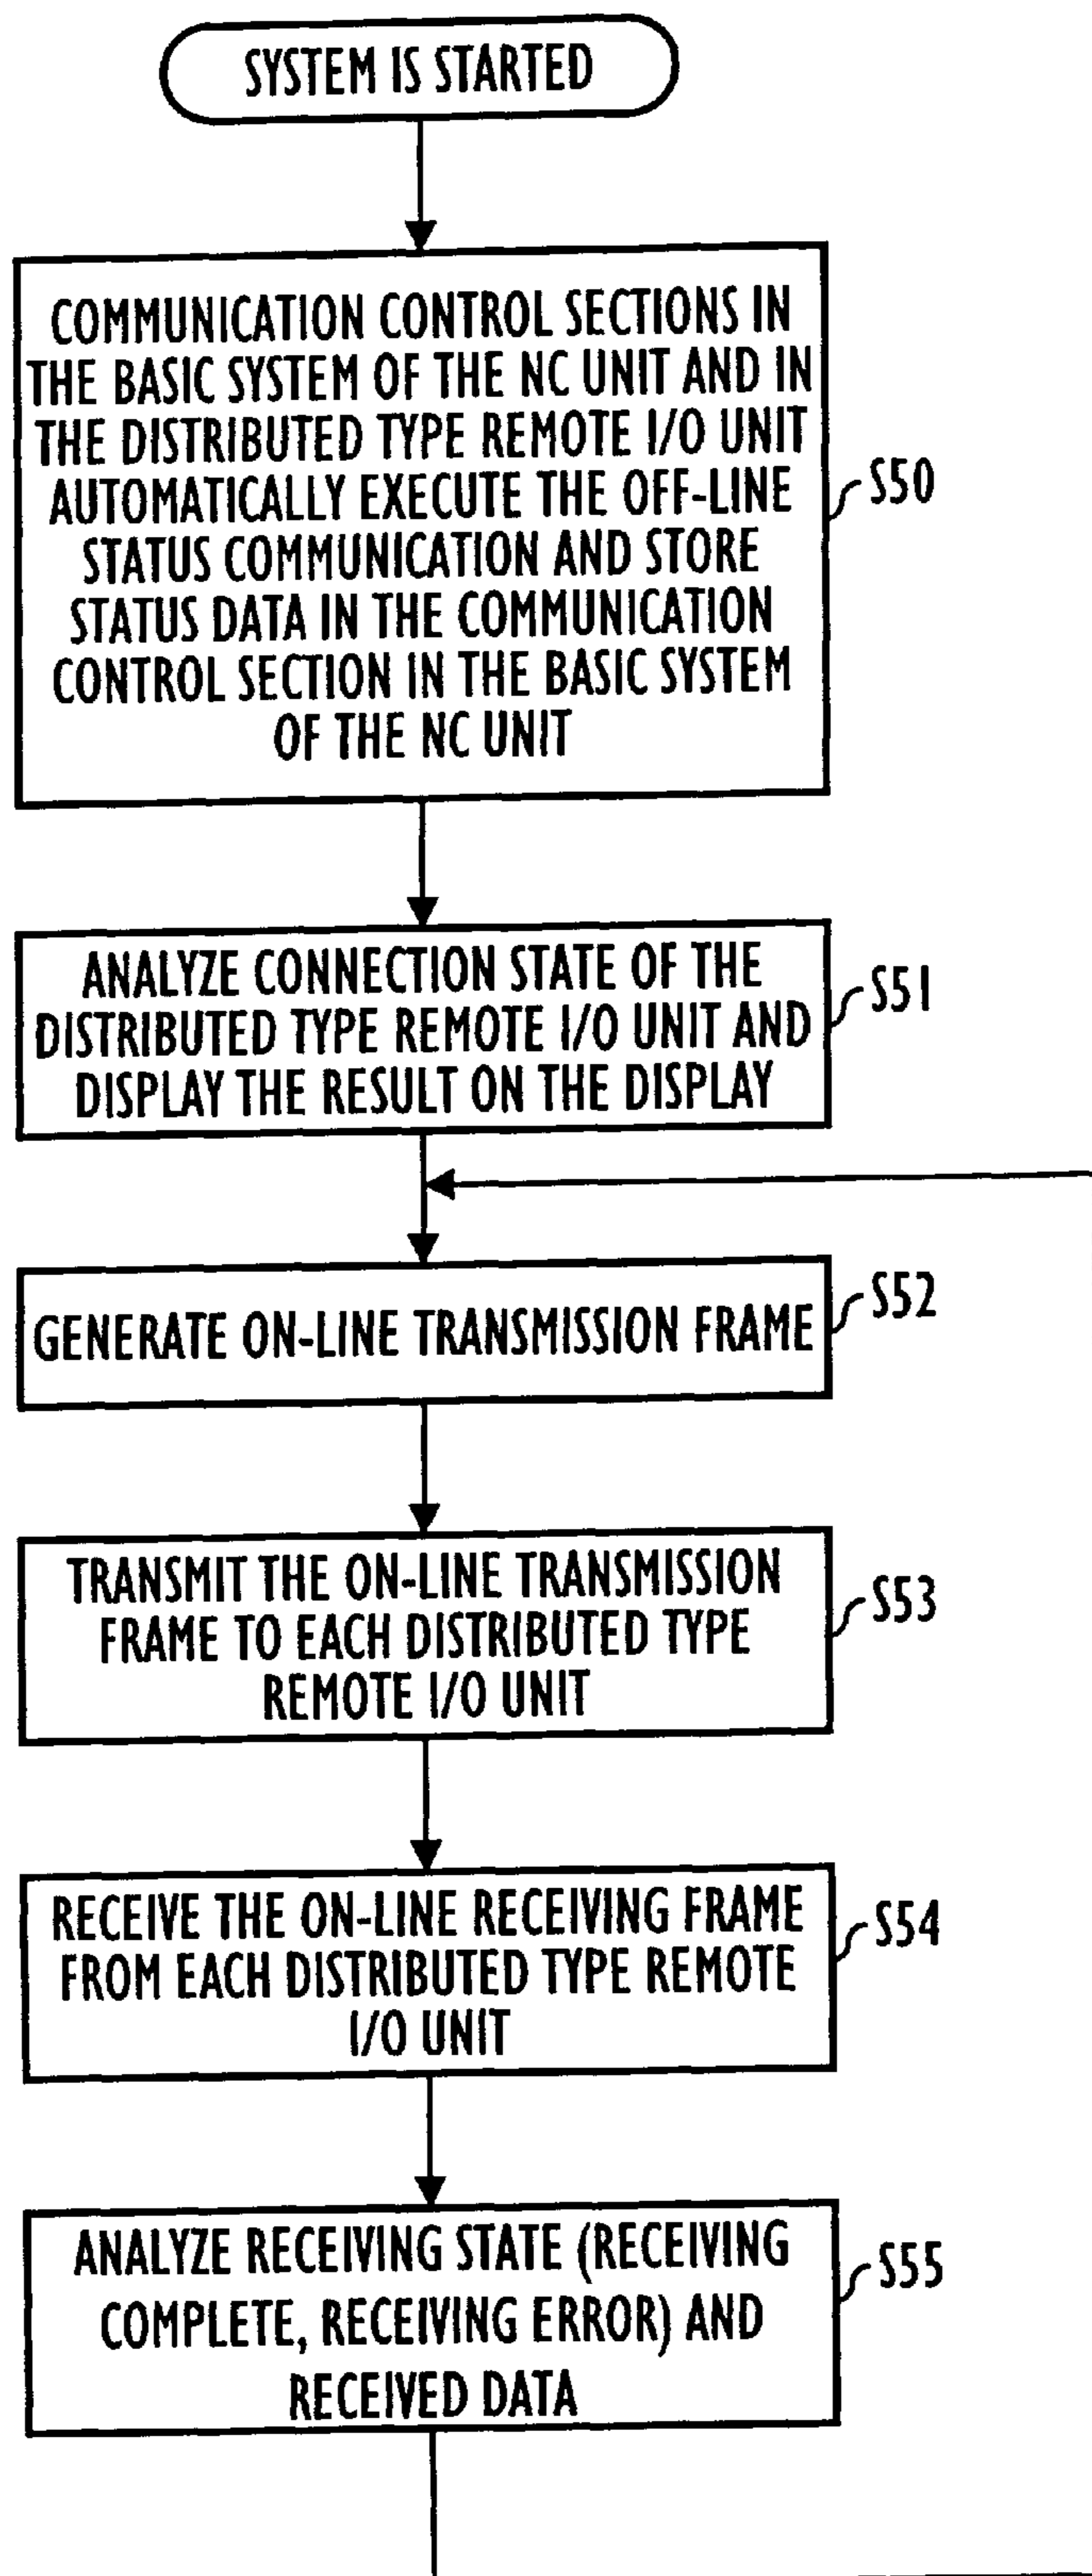 SYSTEM IS STARTED
COMMUNICATION CONTROL SECTIONS IN
THE BASIC SYSTEM OF THE NC UNIT AND IN
THE DISTRIBUTED TYPE REMOTE I/O UNIT
AUTOMATICALLY EXECUTE THE OFF-LINE
STATUS COMMUNICATION AND STORE
STATUS DATA IN THE COMMUNICATION
CONTROL SECTION IN THE BASIC SYSTEM
OF THE NC UNIT
S50
ANALYZE CONNECTION STATE OF THE
DISTRIBUTED TYPE REMOTE I/O UNIT AND
DISPLAY THE RESULT ON THE DISPLAY
S51
GENERATE ON-LINE TRANSMISSION FRAME
S52
TRANSMIT THE ON-LINE TRANSMISSION
FRAME TO EACH DISTRIBUTED TYPE
REMOTE I/O UNIT
S53
RECEIVE THE ON-LINE RECEIVING FRAME
FROM EACH DISTRIBUTED TYPE REMOTE
I/O UNIT
S54
ANALYZE RECEIVING STATE (RECEIVING
COMPLETE, RECEIVING ERROR) AND
RECEIVED DATA
S55